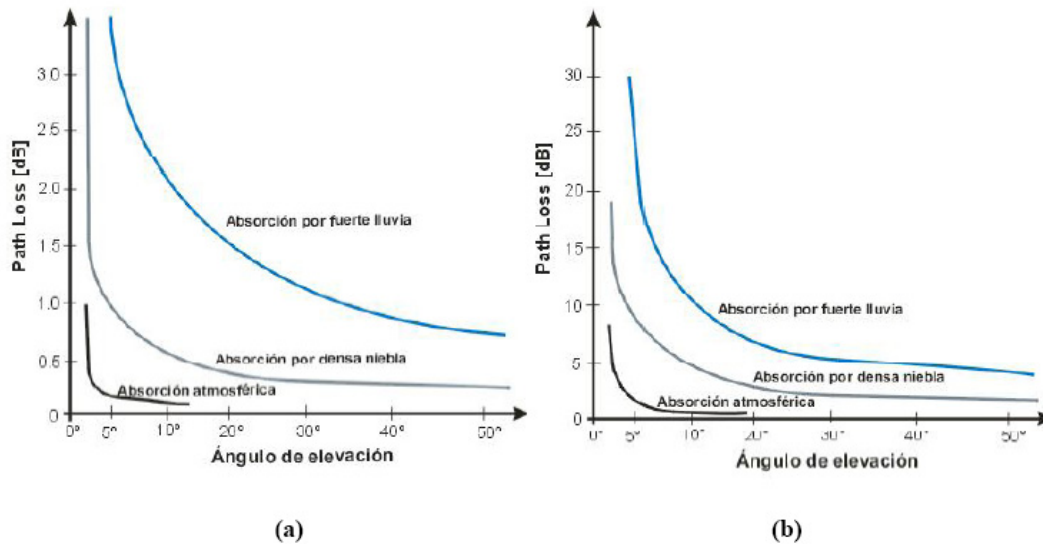 3.0
2.5
2.0
1.5
1.0
0.5
0
Path Loss [dB]
Absorción por fuerte lluvia
Absorción por densa niebla
Absorción atmosférica
0° 5° 10° 20° 30° 40° 50°
Ángulo de elevación
(a)
30
25
20
15
10
5
0
Path Loss [dB]
Absorción por fuerte lluvia
Absorción por densa niebla
Absorción atmosférica
0° 5° 10° 20° 30° 40° 50°
Ángulo de elevación
(b)